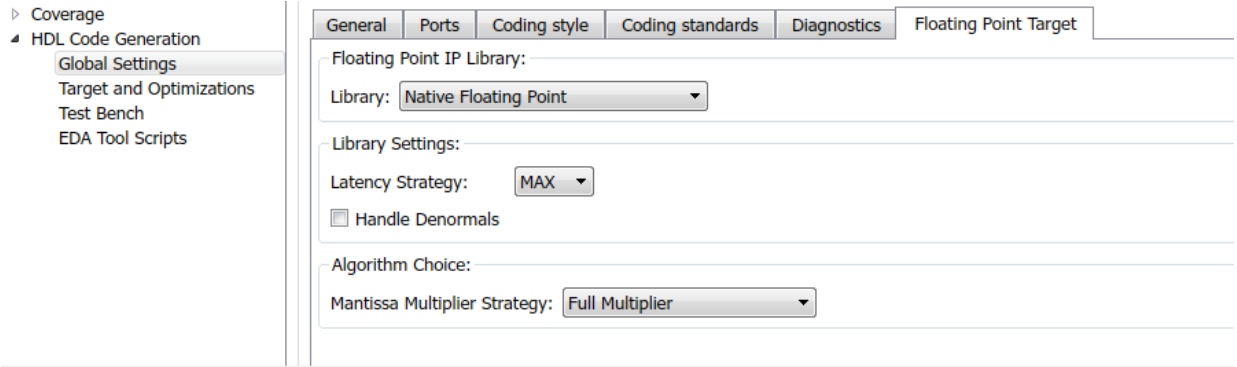 Coverage
HDL Code Generation
Global Settings
Target and Optimizations
Test Bench
EDA Tool Scripts
General Ports Coding style Coding standards Diagnostics Floating Point Target
Floating Point IP Library:
Library: Native Floating Point
Library Settings:
Latency Strategy: MAX
Handle Denormals
Algorithm Choice:
Mantissa Multiplier Strategy: Full Multiplier